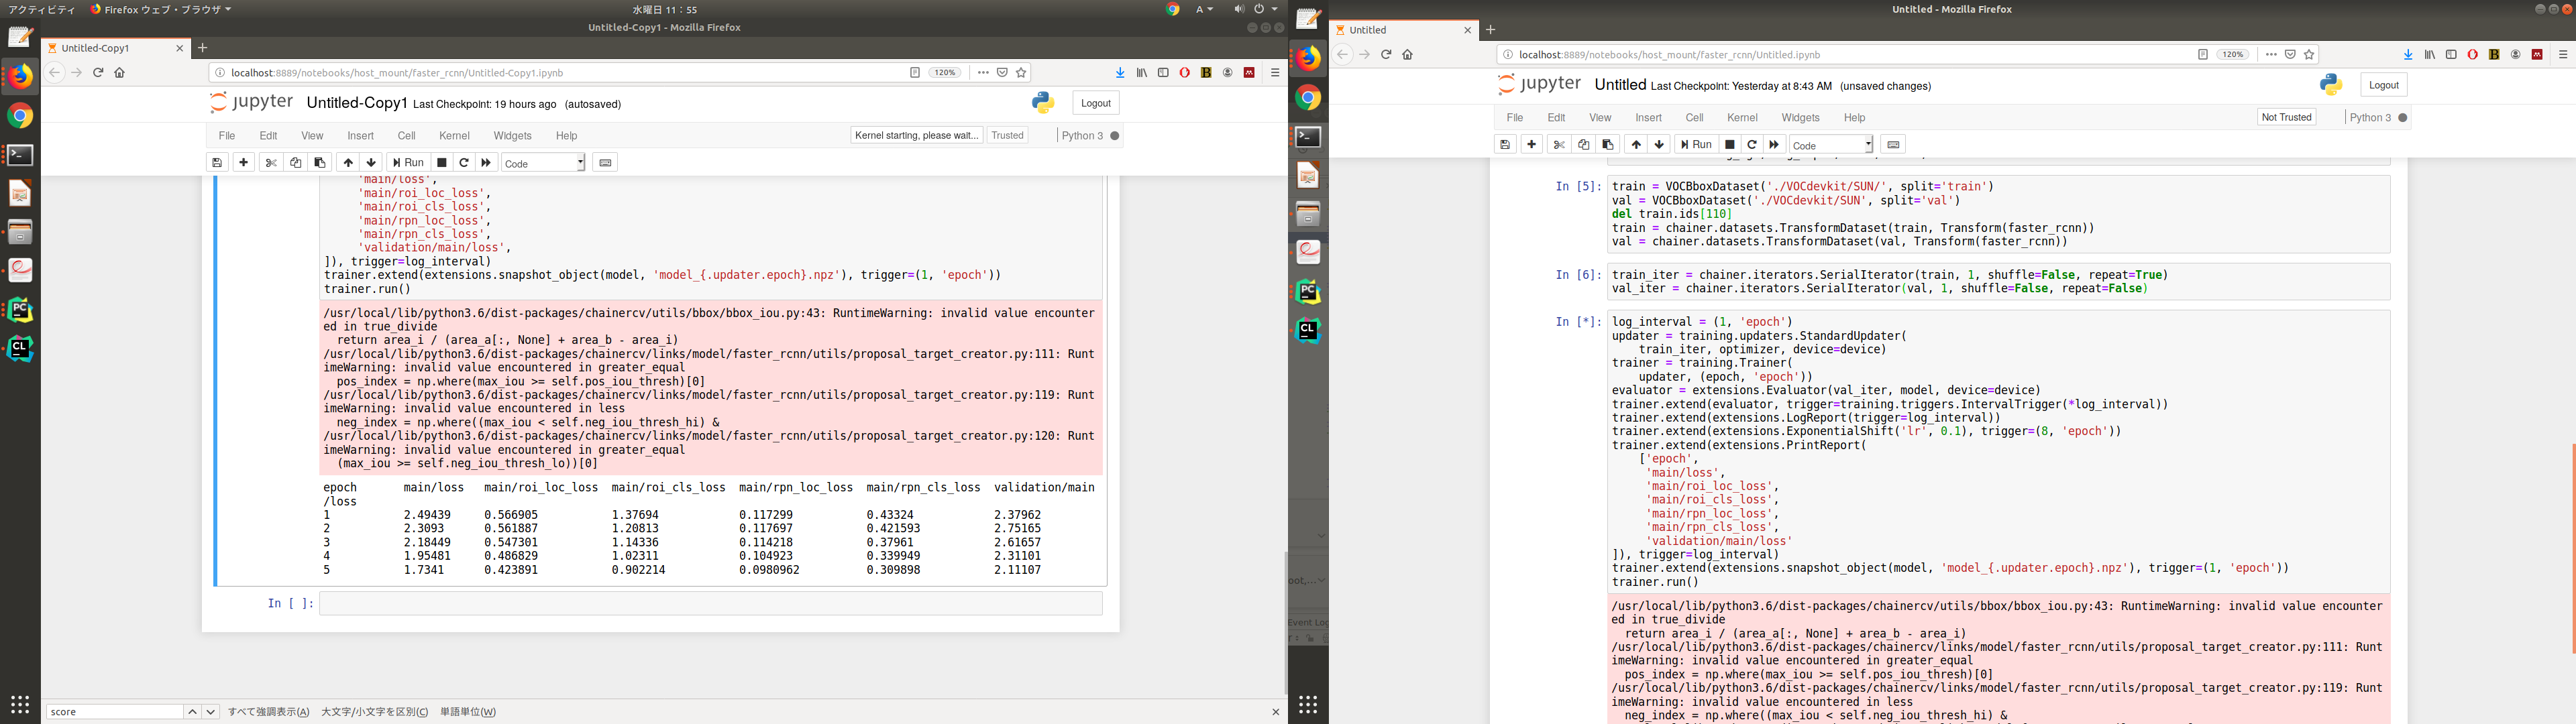 アクティビティ
Firefox ウェブ・ブラウザ
水曜日 11：55
A
Untitled-Copy1 - Mozilla Firefox
Untitled-Copy1
localhost:8889/notebooks/host_mount/faster_rcnn/Untitled-Copy1.ipynb
120%
jupyter Untitled-Copy1 Last Checkpoint: 19 hours ago (autosaved)
Logout
File Edit View Insert Cell Kernel Widgets Help
Kernel starting, please wait... Trusted Python 3
Run Code
'main/loss',
'main/roi_loc_loss',
'main/roi_cls_loss',
'main/rpn_loc_loss',
'main/rpn_cls_loss',
'validation/main/loss',
]), trigger=log_interval)
trainer.extend(extensions.snapshot_object(model, 'model_{.updater.epoch}.npz'), trigger=(1, 'epoch'))
trainer.run()
/usr/local/lib/python3.6/dist-packages/chainercv/utils/bbox/bbox_iou.py:43: RuntimeWarning: invalid value encounter
ed in true_divide
return area_i / (area_a[:, None] + area_b - area_i)
/usr/local/lib/python3.6/dist-packages/chainercv/links/model/faster_rcnn/utils/proposal_target_creator.py:111: Runt
imeWarning: invalid value encountered in greater_equal
pos_index = np.where(max_iou >= self.pos_iou_thresh)[0]
/usr/local/lib/python3.6/dist-packages/chainercv/links/model/faster_rcnn/utils/proposal_target_creator.py:119: Runt
imeWarning: invalid value encountered in less
neg_index = np.where((max_iou < self.neg_iou_thresh_hi) &
/usr/local/lib/python3.6/dist-packages/chainercv/links/model/faster_rcnn/utils/proposal_target_creator.py:120: Runt
imeWarning: invalid value encountered in greater_equal
(max_iou >= self.neg_iou_thresh_lo))[0]
epoch main/loss main/roi_loc_loss main/roi_cls_loss main/rpn_loc_loss main/rpn_cls_loss validation/main
/loss
1 2.49439 0.566905 1.37694 0.117299 0.43324 2.37962
2 2.3093 0.561887 1.20813 0.117697 0.421593 2.75165
3 2.18449 0.547301 1.14336 0.114218 0.37961 2.61657
4 1.95481 0.486829 1.02311 0.104923 0.339949 2.31101
5 1.7341 0.423891 0.902214 0.0980962 0.309898 2.11107
In [ ]:
score
すべて強調表示(A) 大文字/小文字を区別(C) 単語単位(W)
oot,...
Event Log
Untitled - Mozilla Firefox
Untitled
localhost:8889/notebooks/host_mount/faster_rcnn/Untitled.ipynb
120%
jupyter Untitled Last Checkpoint: Yesterday at 8:43 AM (unsaved changes)
Logout
File Edit View Insert Cell Kernel Widgets Help
Not Trusted Python 3
Run Code
In [5]: train = VOCBboxDataset('./VOCdevkit/SUN/', split='train')
val = VOCBboxDataset('./VOCdevkit/SUN', split='val')
del train.ids[110]
train = chainer.datasets.TransformDataset(train, Transform(faster_rcnn))
val = chainer.datasets.TransformDataset(val, Transform(faster_rcnn))
In [6]: train_iter = chainer.iterators.SerialIterator(train, 1, shuffle=False, repeat=True)
val_iter = chainer.iterators.SerialIterator(val, 1, shuffle=False, repeat=False)
In [*]: log_interval = (1, 'epoch')
updater = training.updaters.StandardUpdater(
train_iter, optimizer, device=device)
trainer = training.Trainer(
updater, (epoch, 'epoch'))
evaluator = extensions.Evaluator(val_iter, model, device=device)
trainer.extend(evaluator, trigger=training.triggers.IntervalTrigger(*log_interval))
trainer.extend(extensions.LogReport(trigger=log_interval))
trainer.extend(extensions.ExponentialShift('lr', 0.1), trigger=(8, 'epoch'))
trainer.extend(extensions.PrintReport(
['epoch',
'main/loss',
'main/roi_loc_loss',
'main/roi_cls_loss',
'main/rpn_loc_loss',
'main/rpn_cls_loss',
'validation/main/loss'
]), trigger=log_interval)
trainer.extend(extensions.snapshot_object(model, 'model_{.updater.epoch}.npz'), trigger=(1, 'epoch'))
trainer.run()
/usr/local/lib/python3.6/dist-packages/chainercv/utils/bbox/bbox_iou.py:43: RuntimeWarning: invalid value encounter
ed in true_divide
return area_i / (area_a[:, None] + area_b - area_i)
/usr/local/lib/python3.6/dist-packages/chainercv/links/model/faster_rcnn/utils/proposal_target_creator.py:111: Runt
imeWarning: invalid value encountered in greater_equal
pos_index = np.where(max_iou >= self.pos_iou_thresh)[0]
/usr/local/lib/python3.6/dist-packages/chainercv/links/model/faster_rcnn/utils/proposal_target_creator.py:119: Runt
imeWarning: invalid value encountered in less
neg_index = np.where((max_iou < self.neg_iou_thresh_hi) &